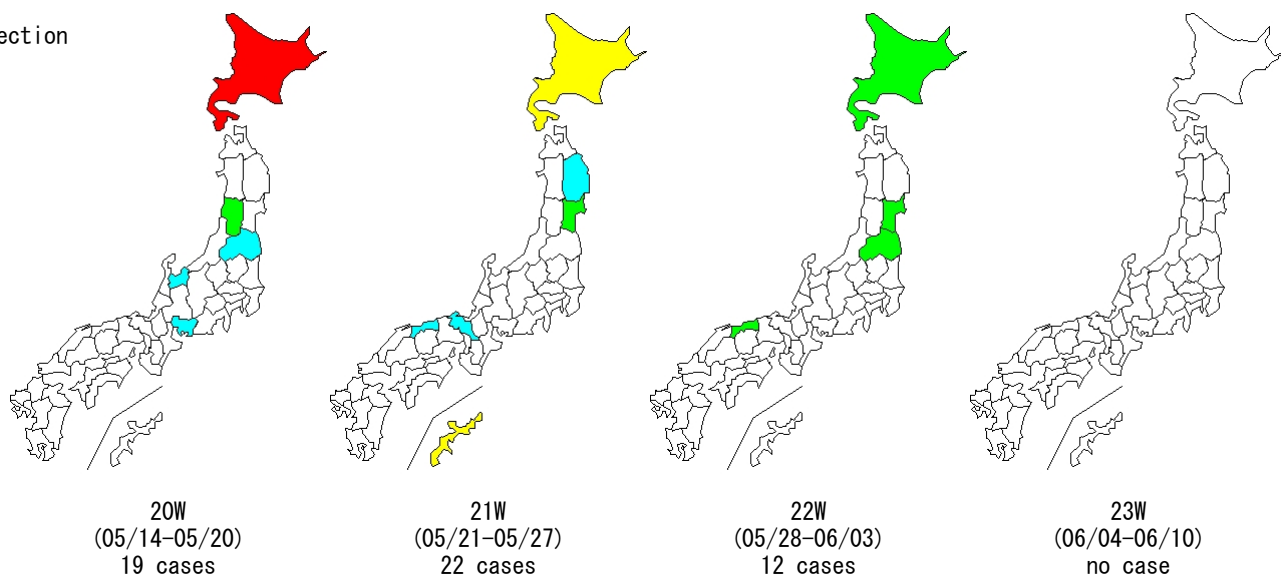 ection
20W
(05/14-05/20)
19 cases
21W
(05/21-05/27)
22 cases
22W
(05/28-06/03)
12 cases
23W
(06/04-06/10)
no case